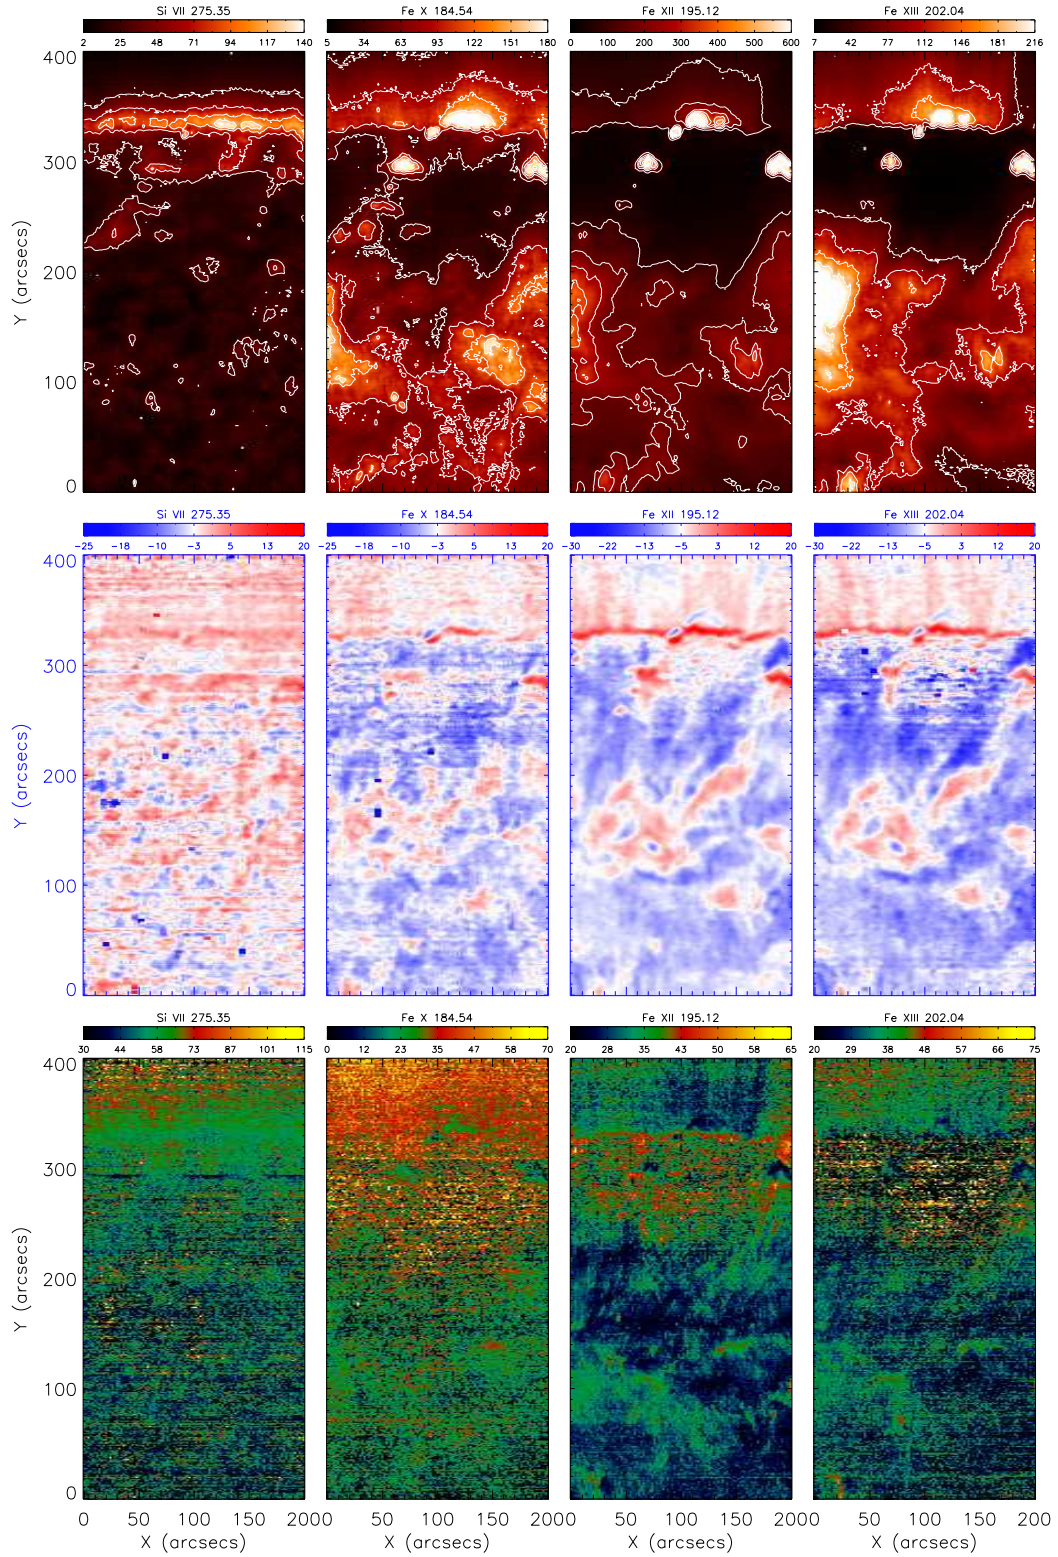 Si VII 275.35
Fe X 184.54
Fe XII 195.12
Fe XIII 202.04
2 25 48 71 94 117 140
5 34 63 93 122 151 180
0 100 200 300 400 500 600
7 42 77 112 146 181 216
400
300
200
100
0
Y (arcsecs)
Si VII 275.35
Fe X 184.54
Fe XII 195.12
Fe XIII 202.04
-25 -18 -10 -3 5 13 20
-25 -18 -10 -3 5 13 20
-30 -22 -13 -5 3 12 20
-30 -22 -13 -5 3 12 20
400
300
200
100
0
Y (arcsecs)
Si VII 275.35
Fe X 184.54
Fe XII 195.12
Fe XIII 202.04
30 44 58 73 87 101 115
0 12 23 35 47 58 70
20 28 35 43 50 58 65
20 29 38 48 57 66 75
400
300
200
100
0
Y (arcsecs)
0 50 100 150 200
0 50 100 150 200
0 50 100 150 200
0 50 100 150 200
X (arcsecs)
X (arcsecs)
X (arcsecs)
X (arcsecs)